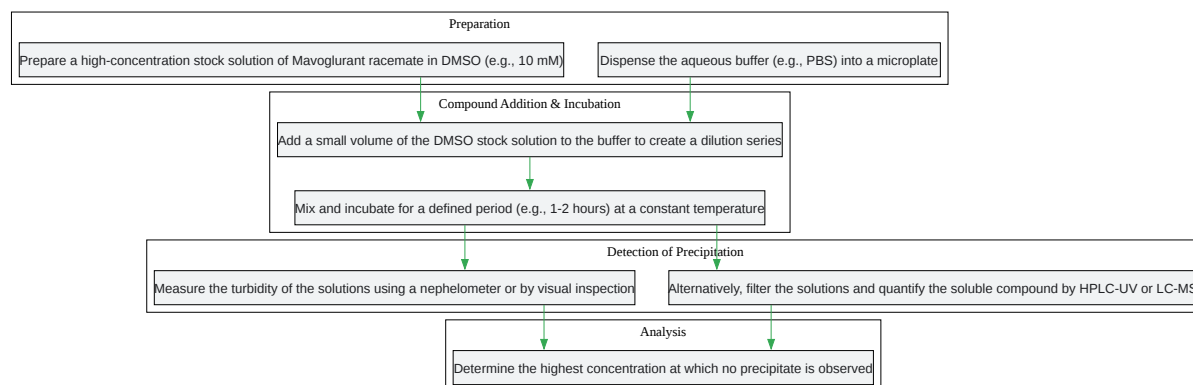 Preparation
Prepare a high-concentration stock solution of Mavoglurant racemate in DMSO (e.g., 10 mM)
Dispense the aqueous buffer (e.g., PBS) into a microplate
Compound Addition & Incubation
Add a small volume of the DMSO stock solution to the buffer to create a dilution series
Mix and incubate for a defined period (e.g., 1-2 hours) at a constant temperature
Detection of Precipitation
Measure the turbidity of the solutions using a nephelometer or by visual inspection
Alternatively, filter the solutions and quantify the soluble compound by HPLC-UV or LC-MS
Analysis
Determine the highest concentration at which no precipitate is observed